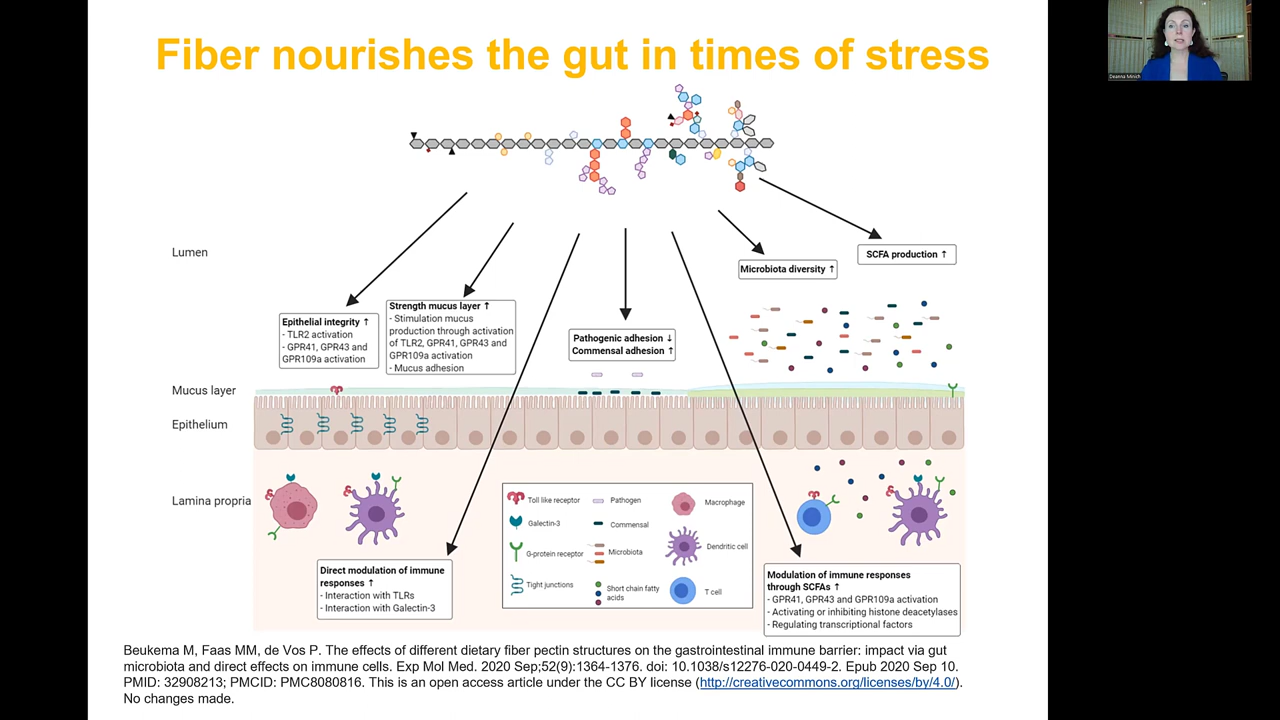 Fiber nourishes the gut in times of stress
Deanna Minich
Lumen
SCFA production ↑
Microbiota diversity ↑
Epithelial integrity ↑
- TLR2 activation
- GPR41, GPR43 and
GPR109a activation
Strength mucus layer ↑
- Stimulation mucus
production through activation
of TLR2, GPR41, GPR43 and
GPR109a activation
- Mucus adhesion
Pathogenic adhesion ↓
Commensal adhesion ↑
Mucus layer
Epithelium
Lamina propria
Toll like receptor
Galectin-3
G-protein receptor
Tight junctions
Pathogen
Commensal
Microbiota
Short chain fatty
acids
Macrophage
Dendritic cell
T cell
Direct modulation of immune
responses ↑
- Interaction with TLRs
- Interaction with Galectin-3
Modulation of immune responses
through SCFAs ↑
- GPR41, GPR43 and GPR109a activation
- Activating or inhibiting histone deacetylases
- Regulating transcriptional factors
Beukema M, Faas MM, de Vos P. The effects of different dietary fiber pectin structures on the gastrointestinal immune barrier: impact via gut
microbiota and direct effects on immune cells. Exp Mol Med. 2020 Sep;52(9):1364-1376. doi: 10.1038/s12276-020-0449-2. Epub 2020 Sep 10.
PMID: 32908213; PMCID: PMC8080816. This is an open access article under the CC BY license (http://creativecommons.org/licenses/by/4.0/).
No changes made.